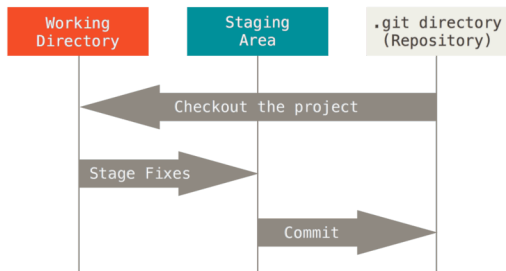 Working
Directory
Staging
Area
.git directory
(Repository)
Checkout the project
Stage Fixes
Commit